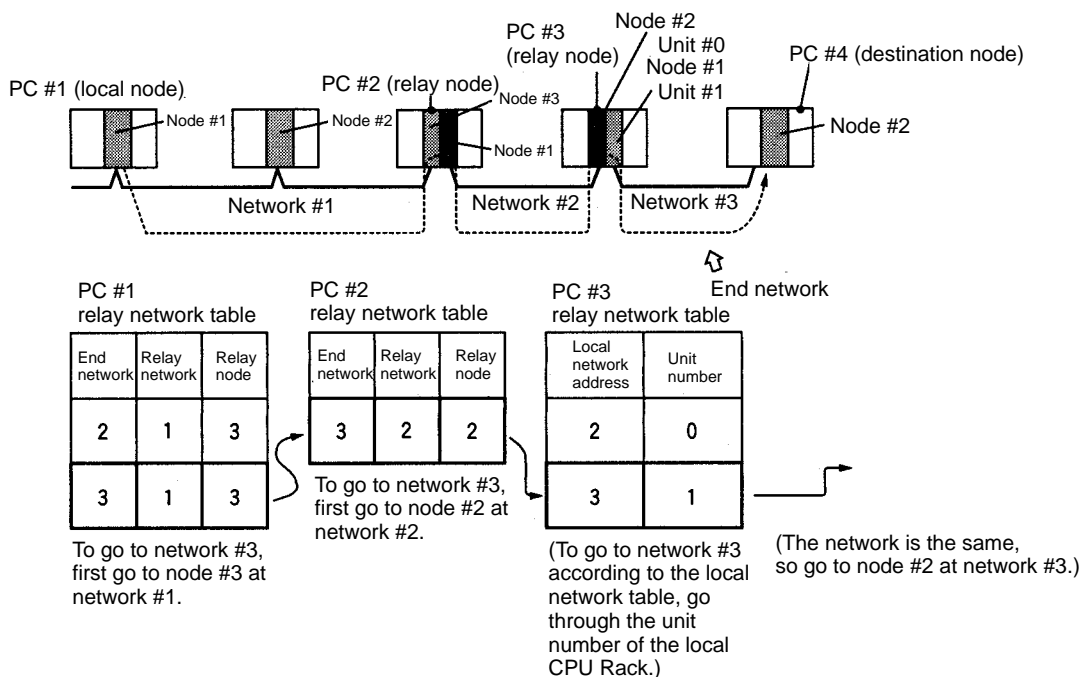 PC #1 (local node)
Node #1
Node #2
PC #2 (relay node)
Node #3
Node #1
PC #3
(relay node)
Node #2
Unit #0
Node #1
Unit #1
PC #4 (destination node)
Node #2
Network #1
Network #2
Network #3
End network
PC #1
relay network table
End
network
Relay
network
Relay
node
2 1 3
3 1 3
To go to network #3,
first go to node #3 at
network #1.
PC #2
relay network table
End
network
Relay
network
Relay
node
3 2 2
To go to network #3,
first go to node #2 at
network #2.
PC #3
relay network table
Local
network
address
Unit
number
2 0
3 1
(To go to network #3
according to the local
network table, go
through the unit
number of the local
CPU Rack.)
(The network is the same,
so go to node #2 at network #3.)